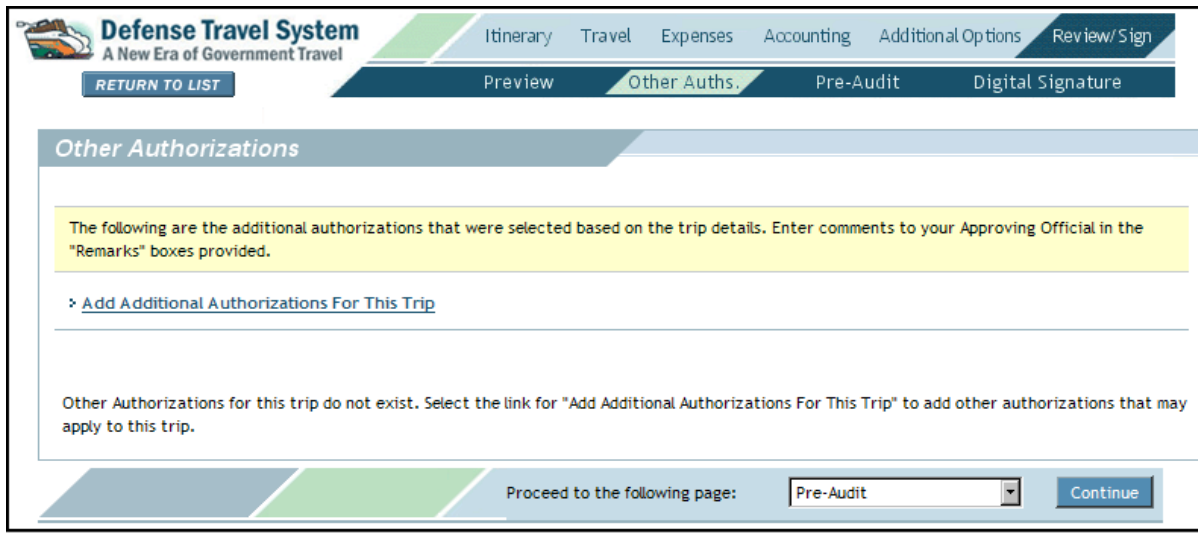 Defense Travel System
A New Era of Government Travel
Itinerary Travel Expenses Accounting Additional Options Review/Sign
RETURN TO LIST
Preview Other Auths. Pre-Audit Digital Signature
Other Authorizations
The following are the additional authorizations that were selected based on the trip details. Enter comments to your Approving Official in the
"Remarks" boxes provided.
Add Additional Authorizations For This Trip
Other Authorizations for this trip do not exist. Select the link for "Add Additional Authorizations For This Trip" to add other authorizations that may
apply to this trip.
Proceed to the following page: Pre-Audit Continue